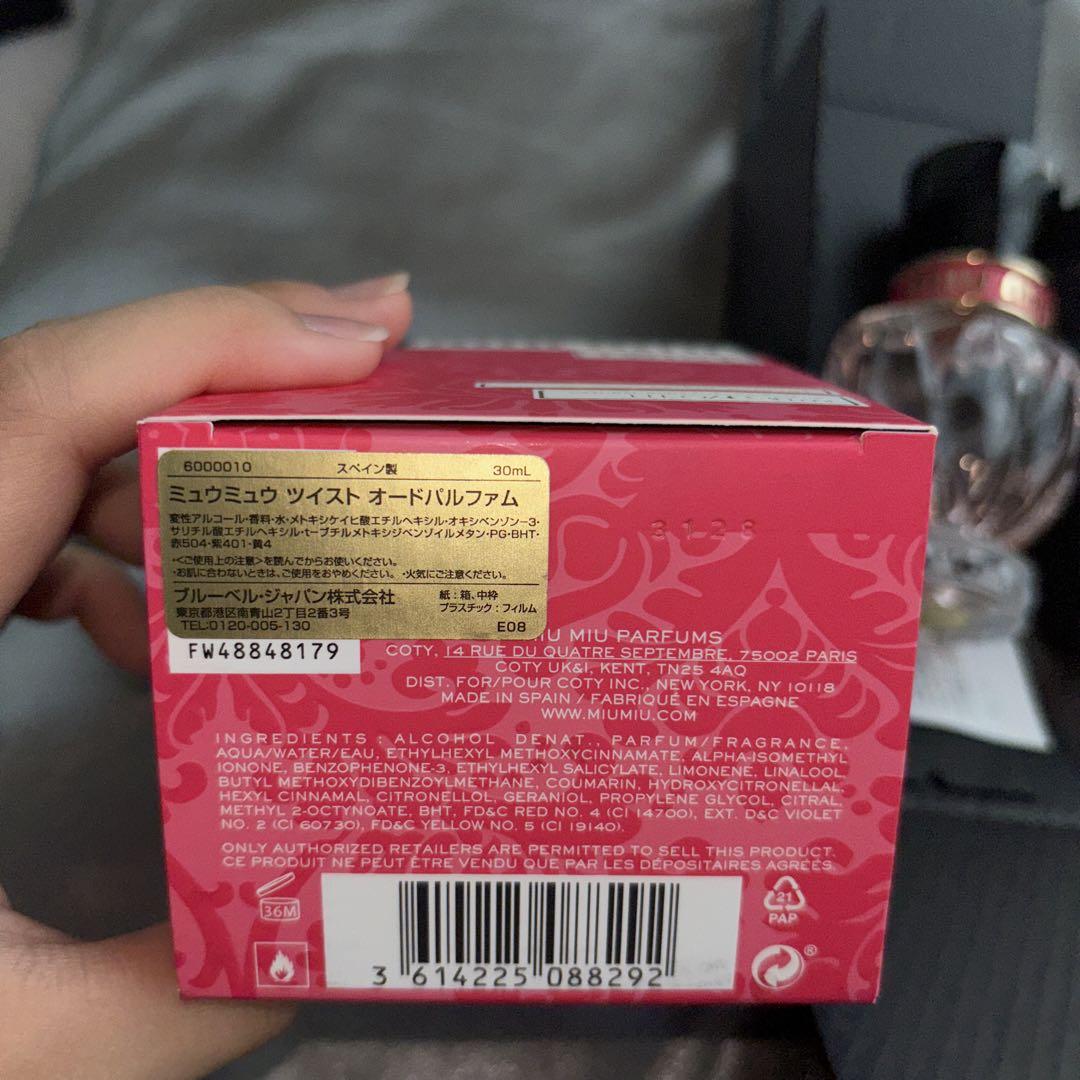 6000010 スペイン製 30mL
ミュウミュウ ツイスト オードパルファム
変性アルコール・香料・水・メトキシケイヒ酸エチルヘキシル・オキシベンゾン-3・
サリチル酸エチルヘキシル・t-ブチルメトキシジベンゾイルメタン・PG・BHT・
赤504・紫401・黄4
・<ご使用上の注意>を読んでからお使いください。
・お肌に合わないときは、ご使用をおやめください。 ・火気にご注意ください。
ブルーベル・ジャパン株式会社 紙:箱、中枠
東京都港区南青山2丁目2番3号 プラスチック:フィルム
TEL:0120-005-130 E08
3128
FW48848179
MIU MIU PARFUMS
COTY, 14 RUE DU QUATRE SEPTEMBRE, 75002 PARIS
COTY UK&I, KENT, TN25 4AQ
DIST. FOR/POUR COTY INC., NEW YORK, NY 10118
MADE IN SPAIN / FABRIQUÉ EN ESPAGNE
WWW.MIUMIU.COM
INGREDIENTS : ALCOHOL DENAT., PARFUM/FRAGRANCE,
AQUA/WATER/EAU, ETHYLHEXYL METHOXYCINNAMATE, ALPHA-ISOMETHYL
IONONE, BENZOPHENONE-3, ETHYLHEXYL SALICYLATE, LIMONENE, LINALOOL
BUTYL METHOXYDIBENZOYLMETHANE, COUMARIN, HYDROXYCITRONELLAL,
HEXYL CINNAMAL, CITRONELLOL, GERANIOL, PROPYLENE GLYCOL, CITRAL,
METHYL 2-OCTYNOATE, BHT, FD&C RED NO. 4 (CI 14700), EXT. D&C VIOLET
NO. 2 (CI 60730), FD&C YELLOW NO. 5 (CI 19140).
ONLY AUTHORIZED RETAILERS ARE PERMITTED TO SELL THIS PRODUCT.
CE PRODUIT NE PEUT ÊTRE VENDU QUE PAR LES DÉPOSITAIRES AGRÉÉS.
36M
21
PAP
3 614225 088292
®